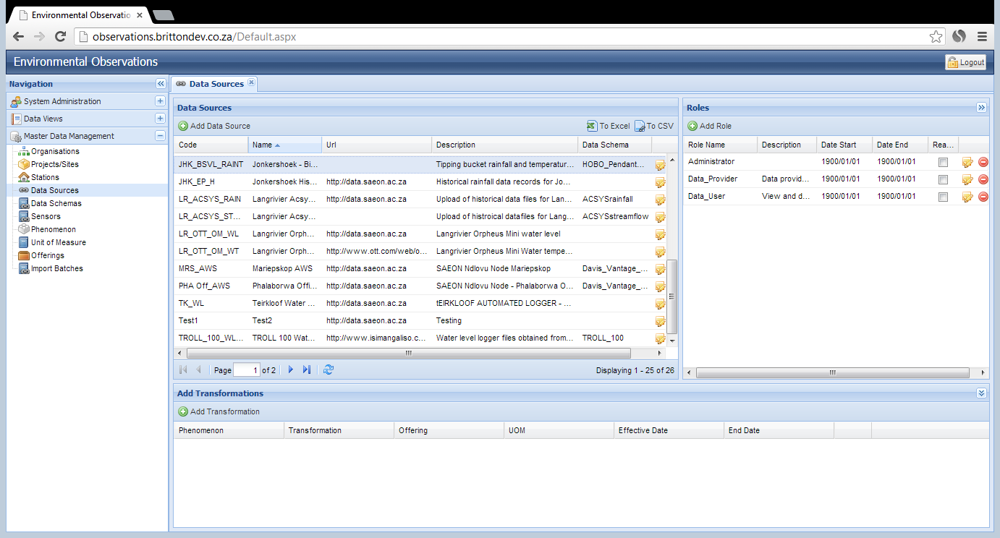 Environmental Observatio
observations.brittondev.co.za/Default.aspx
Environmental Observations
Logout
Navigation
System Administration
Data Views
Master Data Management
Organisations
Projects/Sites
Stations
Data Sources
Data Schemas
Sensors
Phenomenon
Unit of Measure
Offerings
Import Batches
Data Sources
Data Sources
Add Data Source To Excel To CSV
Code Name Url Description Data Schema
JHK_BSVL_RAINT Jonkershoek - Bi... Tipping bucket rainfall and temperatur... HOBO_Pendant...
JHK_EP_H Jonkershoek His... http://data.saeon.ac.za Historical rainfall data records for Jo...
LR_ACSYS_RAIN Langrivier Acsy... http://data.saeon.ac.za Upload of historical data files for Lan... ACSYSrainfall
LR_ACSYS_ST... Langrivier Acsy... Upload of histroical datafiles for Lang... ACSYSstreamflow
LR_OTT_OM_WL Langrivier Orph... http://data.saeon.ac.za Langrivier Orpheus Mini water level
LR_OTT_OM_WT Langrivier Orph... http://www.ott.com/web/o... Langrivier Orpheus Mini Water tempe...
MRS_AWS Mariepskop AWS http://data.saeon.ac.za SAEON Ndlovu Node Mariepskop Davis_Vantage_...
PHA Off_AWS Phalaborwa Offi... http://data.saeon.ac.za SAEON Ndlovu Node - Phalaborwa O... Davis_Vantage_...
TK_WL Teirkloof Water ... http://data.saeon.ac.za tEIRKLOOF AUTOMATED LOGGER - ...
Test1 Test2 http://data.saeon.ac.za Testing
TROLL_100_WL... TROLL 100 Wat... http://www.isimangaliso.c... Water level logger files obtained from... TROLL_100
Page 1 of 2 Displaying 1 - 25 of 26
Roles
Add Role
Role Name Description Date Start Date End Rea...
Administrator 1900/01/01 1900/01/01
Data_Provider Data provid... 1900/01/01 1900/01/01
Data_User View and d... 1900/01/01 1900/01/01
Add Transformations
Add Transformation
Phenomenon Transformation Offering UOM Effective Date End Date